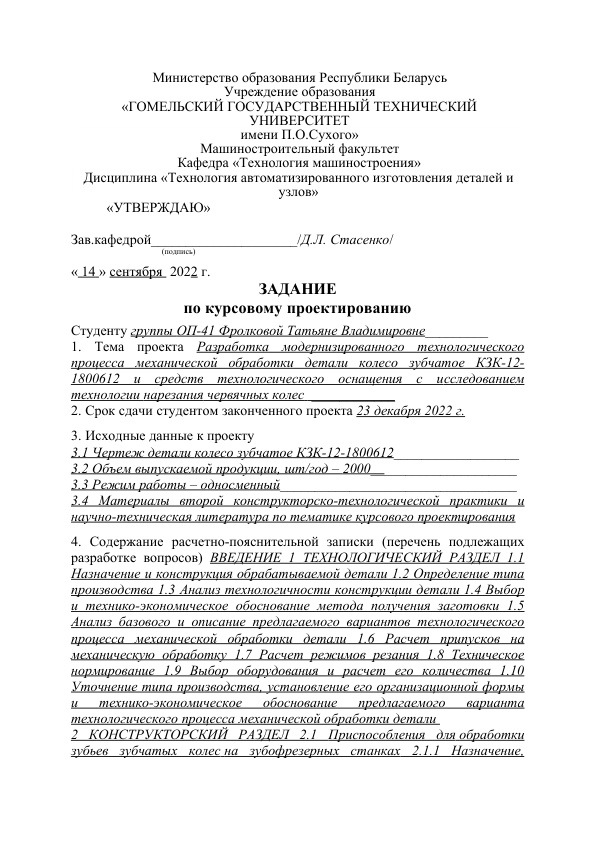 Министерство образования Республики Беларусь
Учреждение образования
«ГОМЕЛЬСКИЙ ГОСУДАРСТВЕННЫЙ ТЕХНИЧЕСКИЙ
УНИВЕРСИТЕТ
имени П.О.Сухого»
Машиностроительный факультет
Кафедра «Технология машиностроения»
Дисциплина «Технология автоматизированного изготовления деталей и
узлов»
«УТВЕРЖДАЮ»
Зав.кафедрой_____________________/Д.Л. Стасенко/
(подпись)
« 14 » сентября 2022 г.
ЗАДАНИЕ
по курсовому проектированию
Студенту группы ОП-41 Фролковой Татьяне Владимировне_________
1. Тема проекта Разработка модернизированного технологического
процесса механической обработки детали колесо зубчатое КЗК-12-
1800612 и средств технологического оснащения с исследованием
технологии нарезания червячных колес ____________
2. Срок сдачи студентом законченного проекта 23 декабря 2022 г.
3. Исходные данные к проекту
3.1 Чертеж детали колесо зубчатое КЗК-12-1800612__________________
3.2 Объем выпускаемой продукции, шт/год – 2000_____________________
3.3 Режим работы – односменный__________________________________
3.4 Материалы второй конструкторско-технологической практики и
научно-техническая литература по тематике курсового проектирования
4. Содержание расчетно-пояснительной записки (перечень подлежащих
разработке вопросов) ВВЕДЕНИЕ 1 ТЕХНОЛОГИЧЕСКИЙ РАЗДЕЛ 1.1
Назначение и конструкция обрабатываемой детали 1.2 Определение типа
производства 1.3 Анализ технологичности конструкции детали 1.4 Выбор
и технико-экономическое обоснование метода получения заготовки 1.5
Анализ базового и описание предлагаемого вариантов технологического
процесса механической обработки детали 1.6 Расчет припусков на
механическую обработку 1.7 Расчет режимов резания 1.8 Техническое
нормирование 1.9 Выбор оборудования и расчет его количества 1.10
Уточнение типа производства, установление его организационной формы
и технико-экономическое обоснование предлагаемого варианта
технологического процесса механической обработки детали
2 КОНСТРУКТОРСКИЙ РАЗДЕЛ 2.1 Приспособления для обработки
зубьев зубчатых колес на зубофрезерных станках 2.1.1 Назначение,